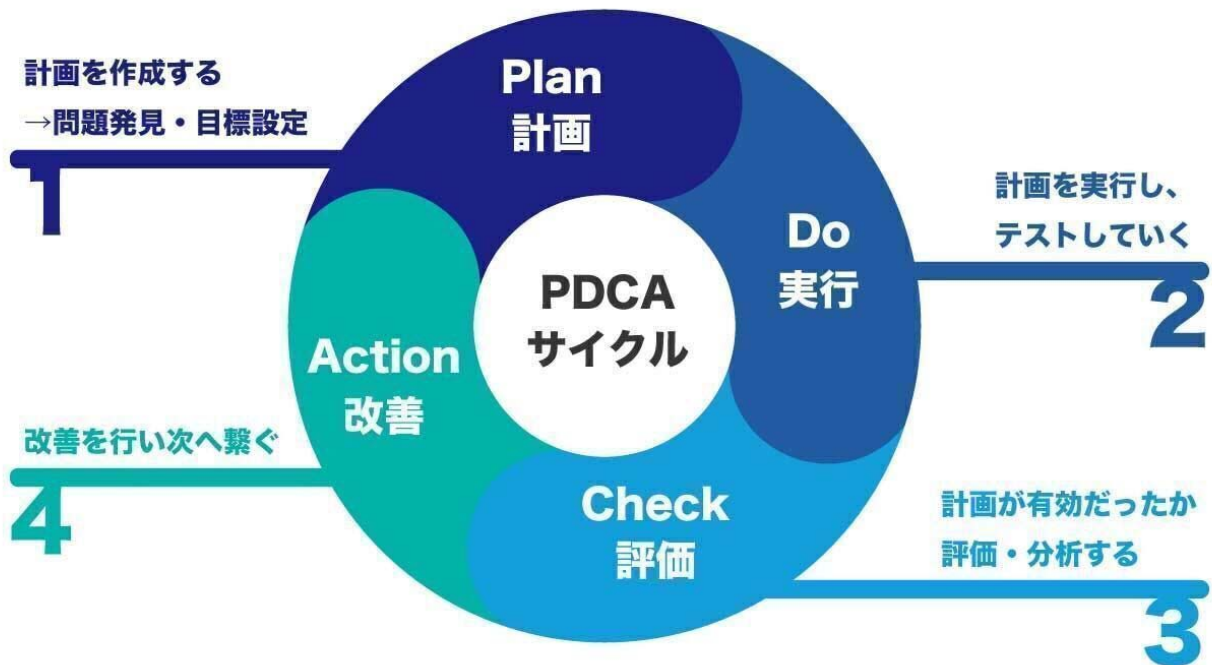 計画を作成する
→問題発見・目標設定
1
Plan
計画
計画を実行し、
テストしていく
2
Do
実行
PDCA
サイクル
Action
改善
改善を行い次へ繋ぐ
4
Check
評価
計画が有効だったか
評価・分析する
3